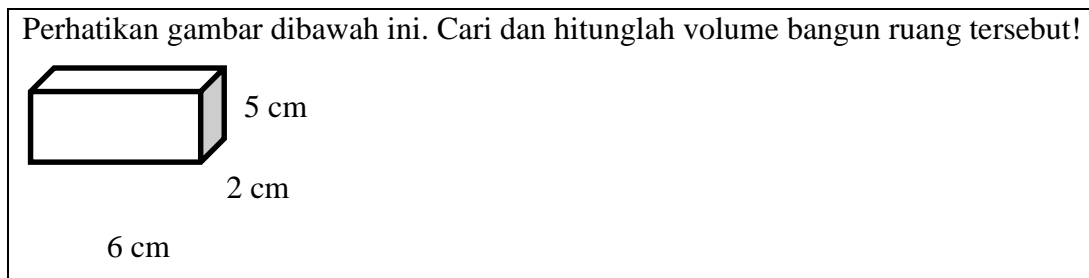 Perhatikan gambar dibawah ini. Cari dan hitunglah volume bangun ruang tersebut!
5 cm
2 cm
6 cm